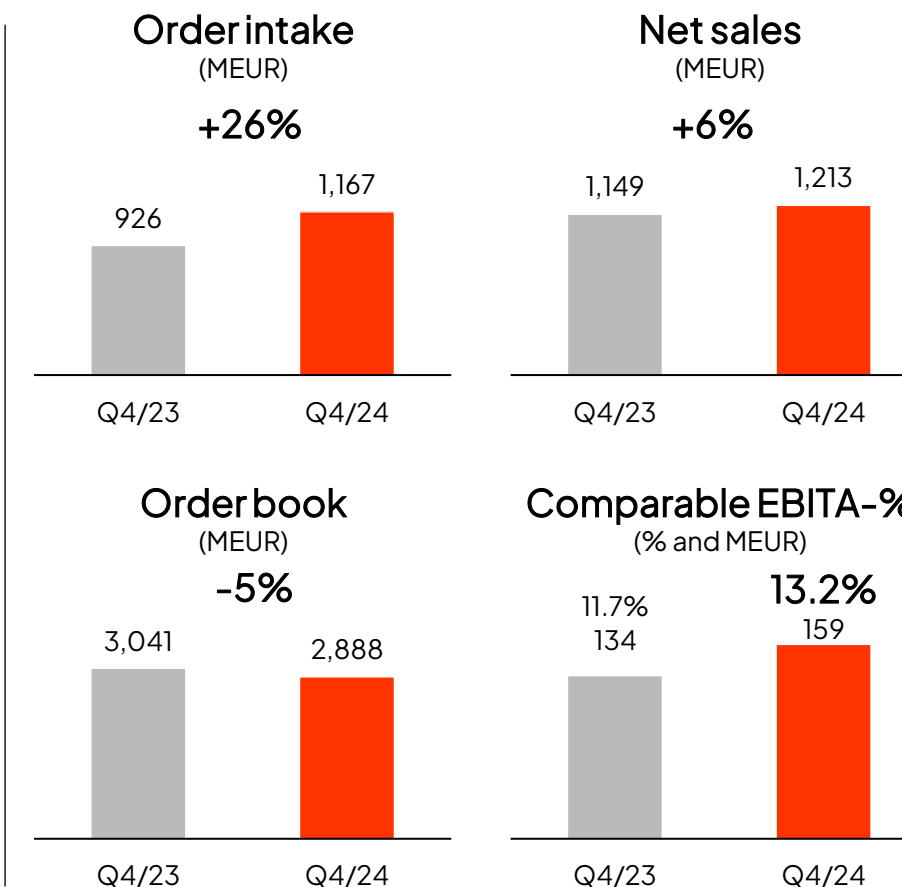 Order intake
(MEUR)
+26%
926
1,167
Q4/23
Q4/24
Net sales
(MEUR)
+6%
1,149
1,213
Q4/23
Q4/24
Order book
(MEUR)
-5%
3,041
2,888
Q4/23
Q4/24
Comparable EBITA-%
(% and MEUR)
11.7%
134
13.2%
159
Q4/23
Q4/24